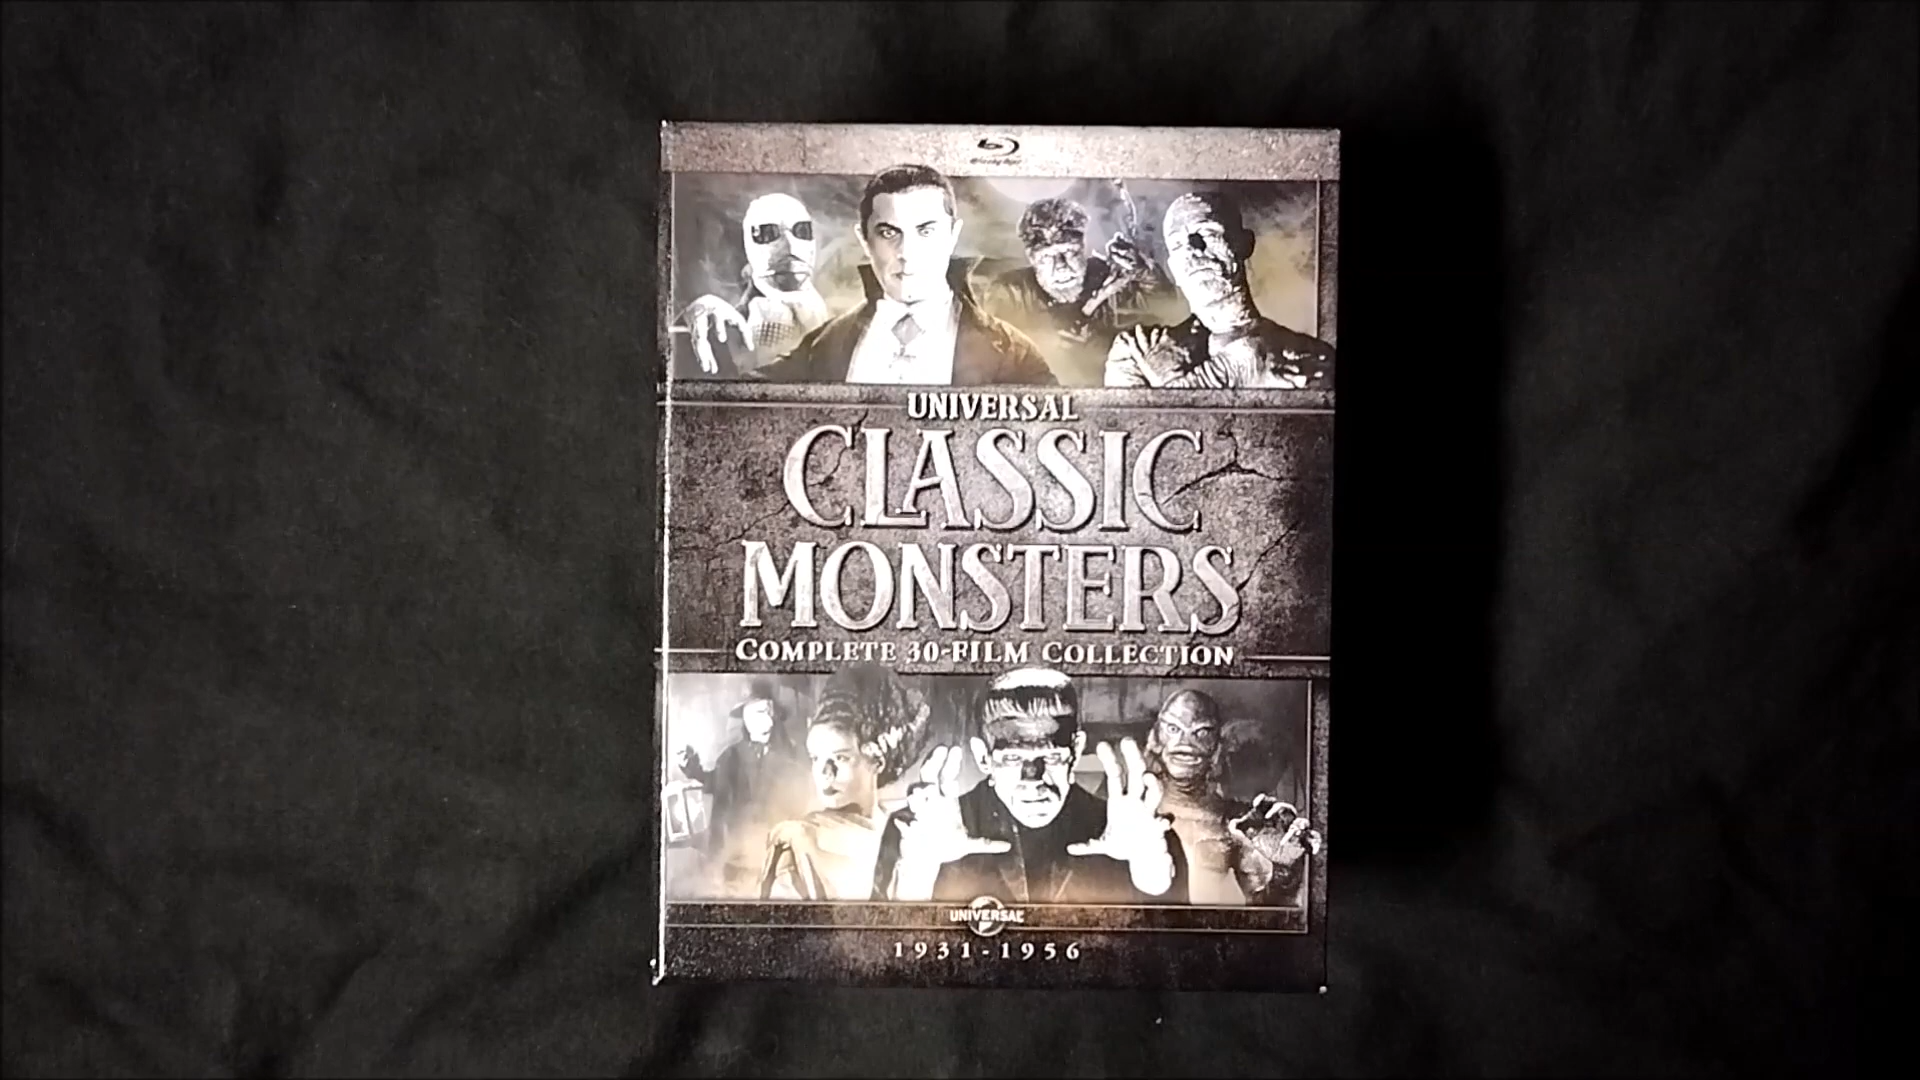 UNIVERSAL
CLASSIC
MONSTERS
COMPLETE 30-FILM COLLECTION
UNIVERSAL
1931-1956